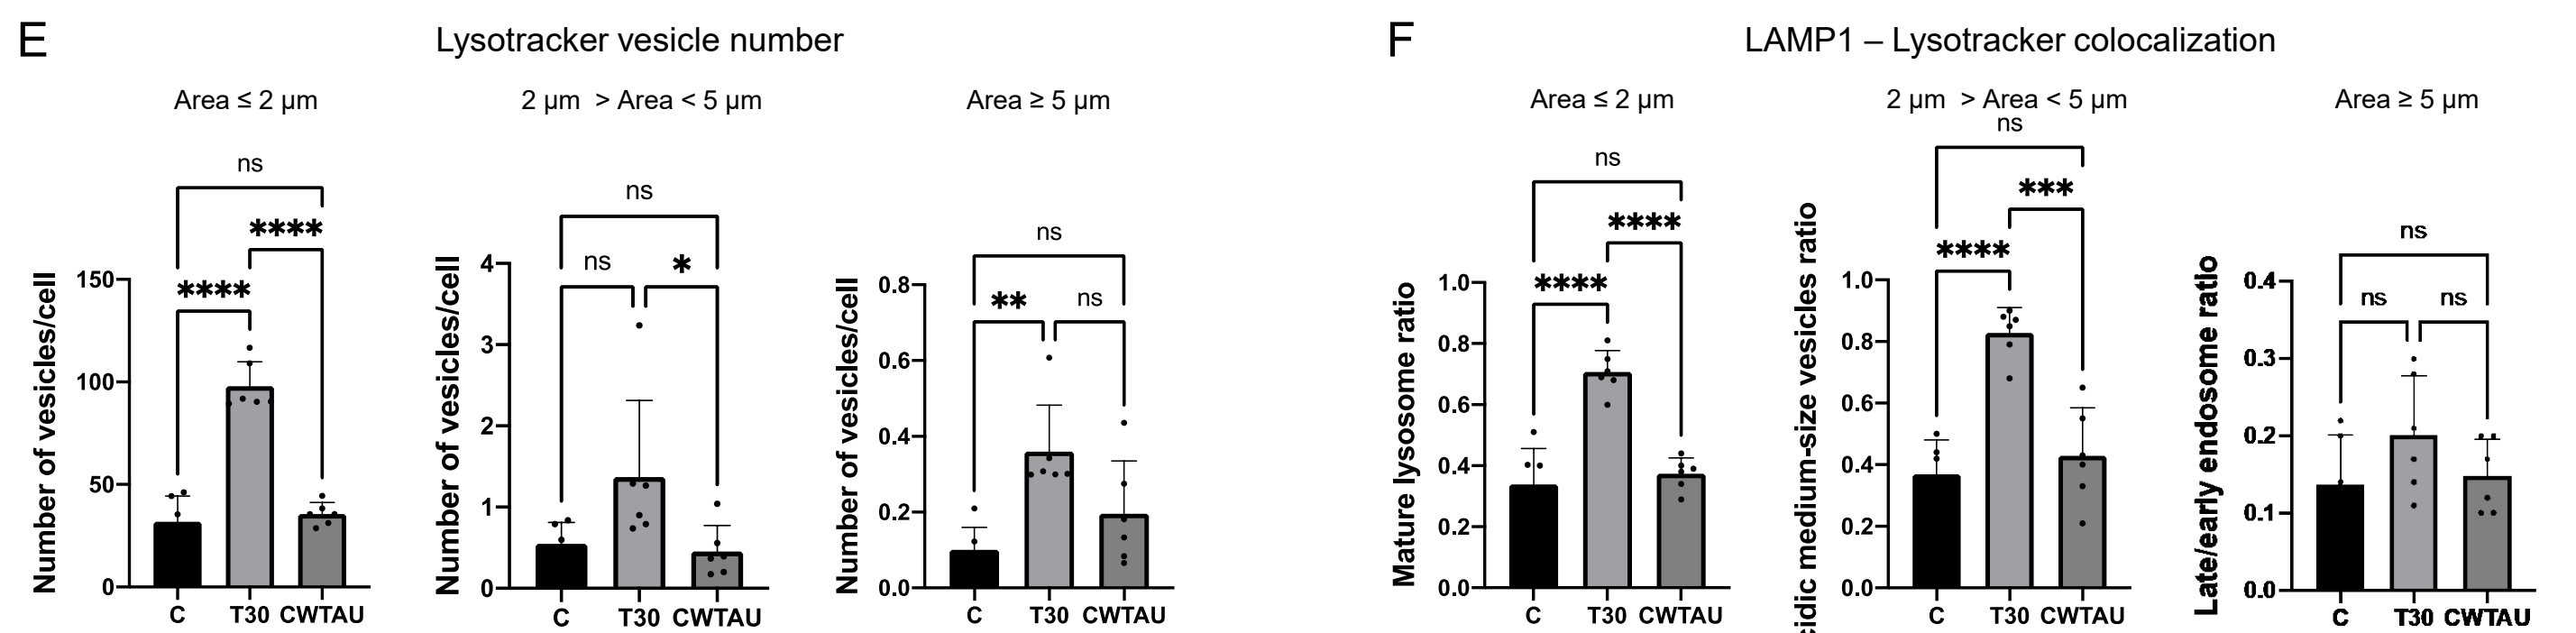 E
Lysotracker vesicle number
Area ≤ 2 µm
Number of vesicles/cell
150
100
50
0
ns
****
****
C T30 CWTAU
2 µm > Area < 5 µm
Number of vesicles/cell
4
3
2
1
0
ns
ns *
C T30 CWTAU
Area ≥ 5 µm
Number of vesicles/cell
0.8
0.6
0.4
0.2
0.0
ns
** ns
C T30 CWTAU
F
LAMP1 – Lysotracker colocalization
Area ≤ 2 µm
Mature lysosome ratio
1.0
0.8
0.6
0.4
0.2
0.0
ns
****
****
C T30 CWTAU
2 µm > Area < 5 µm
medium-size vesicles ratio
1.0
0.8
0.6
0.4
0.2
0.0
ns
***
****
C T30 CWTAU
Area ≥ 5 µm
Late/early endosome ratio
0.4
0.3
0.2
0.1
0.0
ns
ns ns
C T30 CWTAU